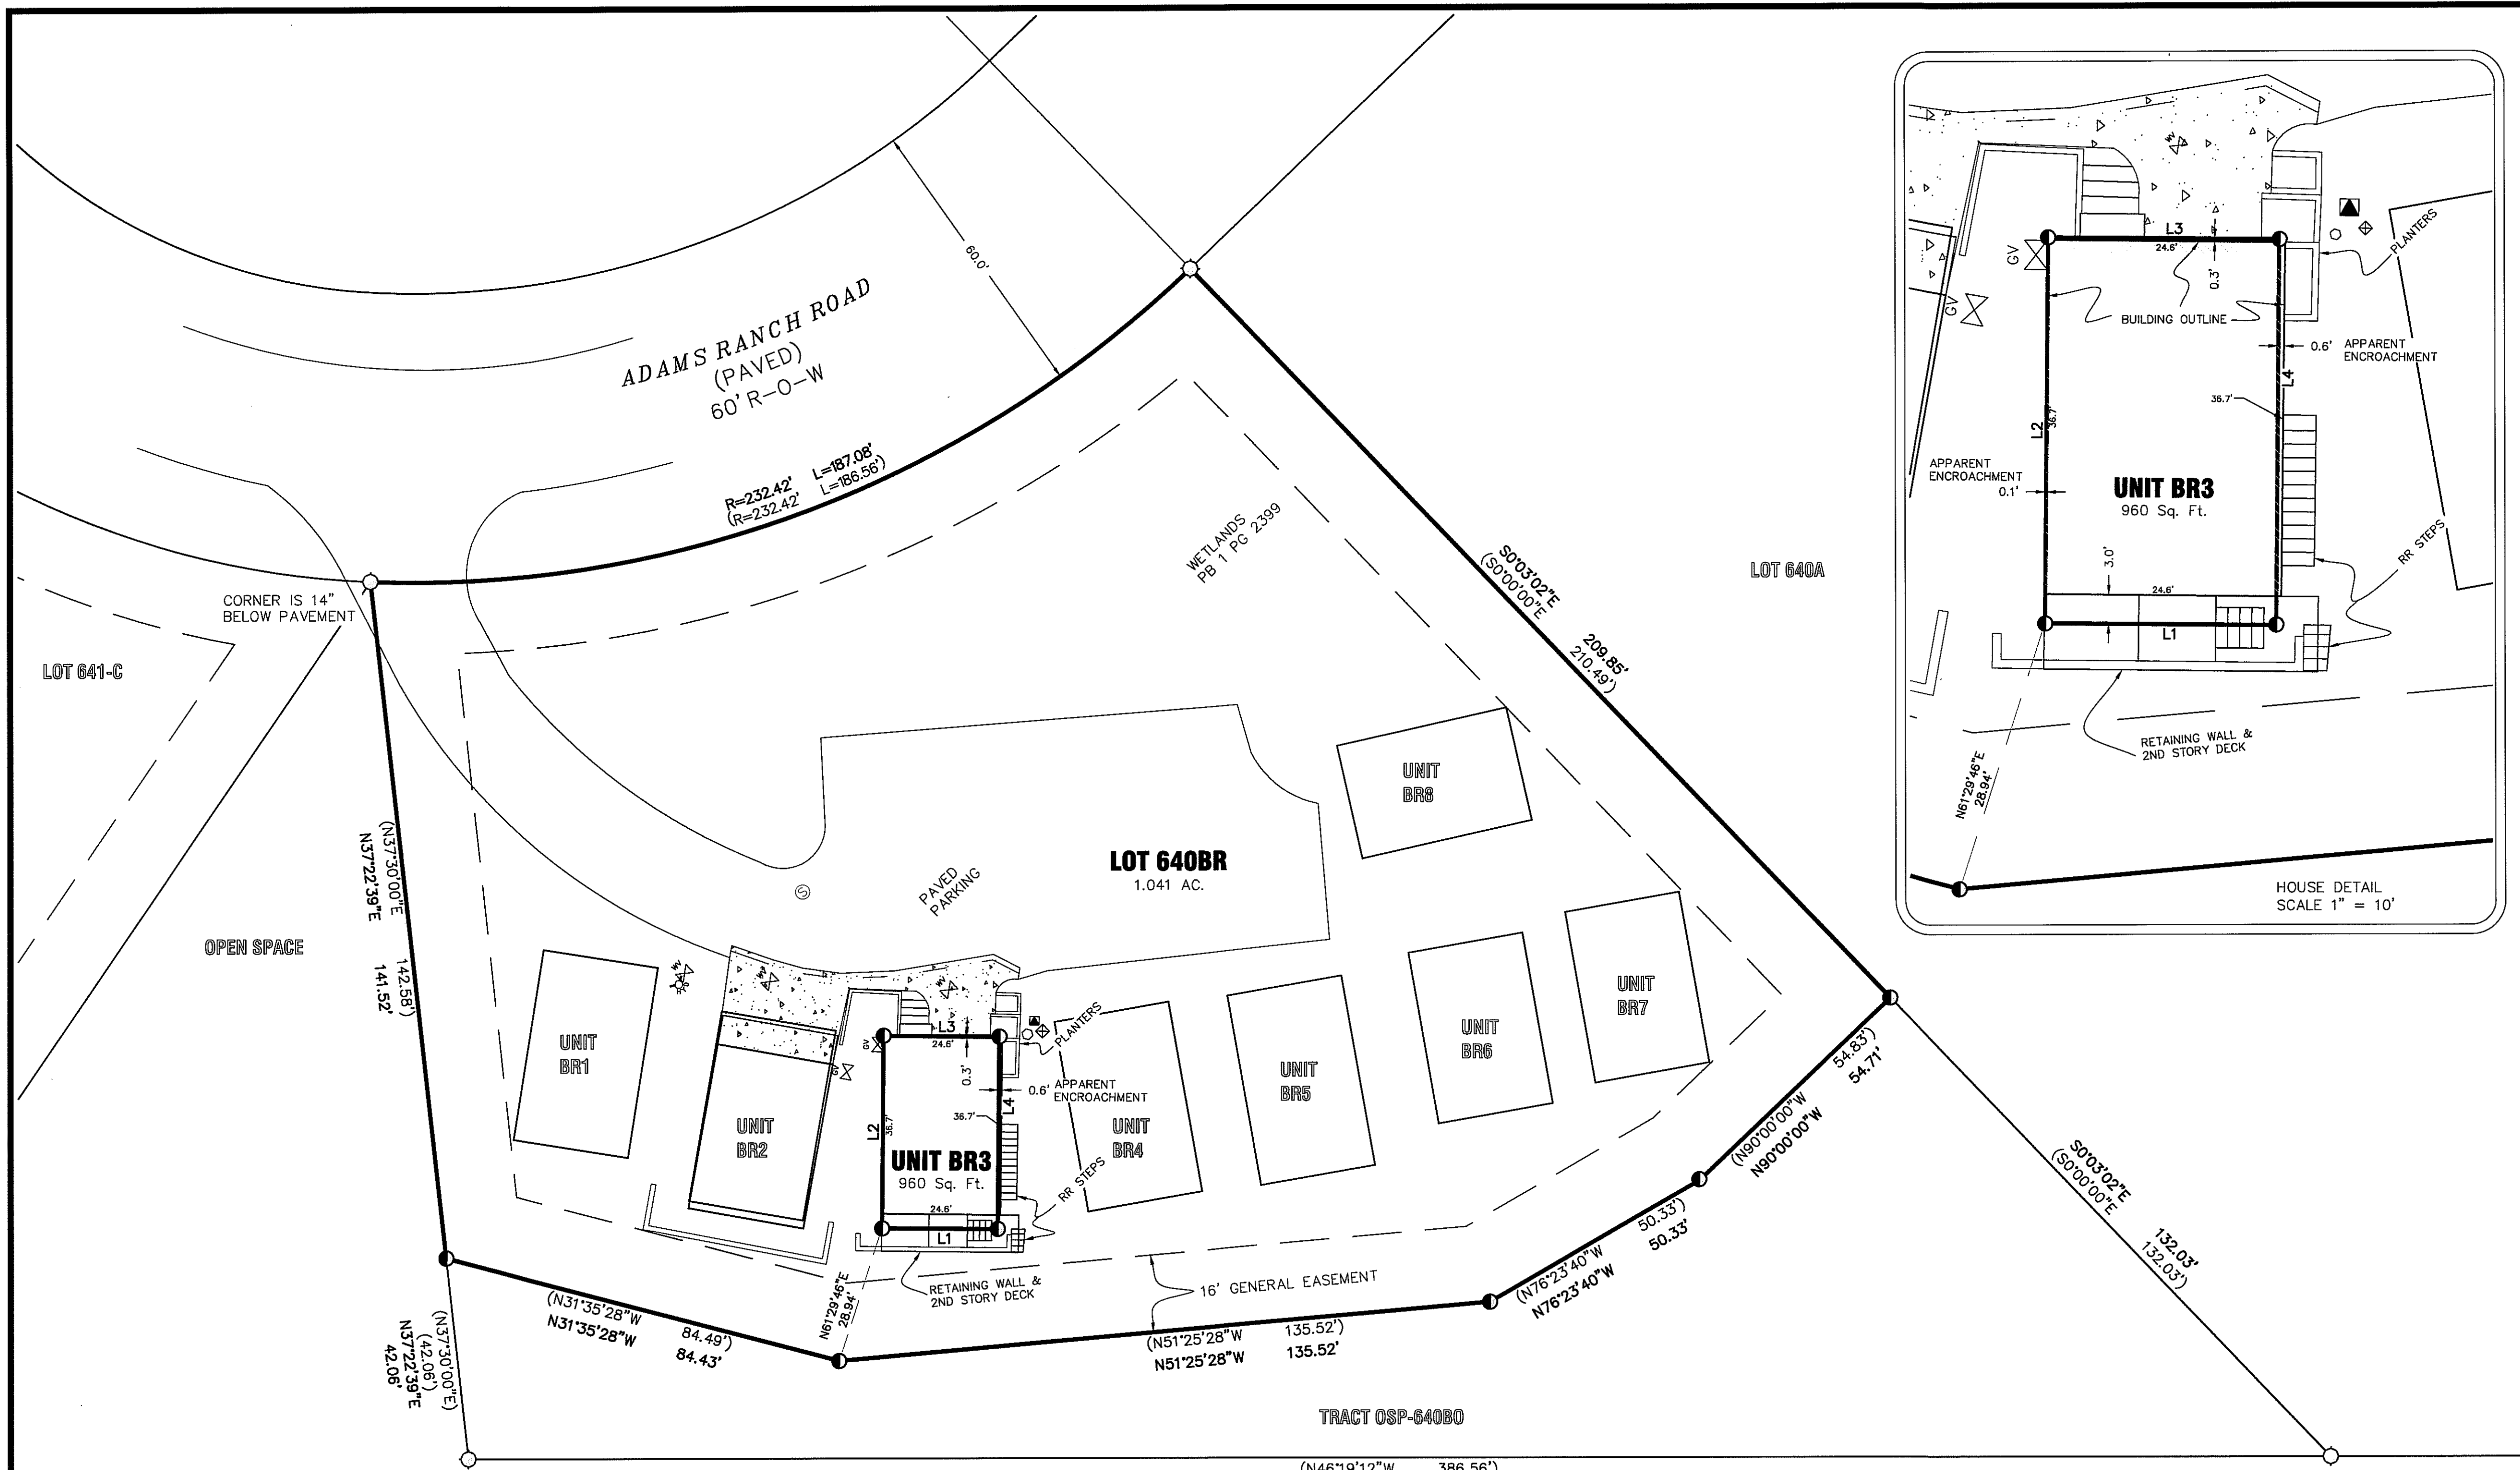 ADAMS RANCH ROAD
(PAVED)
60' R-O-W
60.0'
R=232.42' L=187.08'
(R=232.42' L=186.56')
CORNER IS 14"
BELOW PAVEMENT
LOT 641-C
WETLANDS
PB 1 PG 2399
S0°03'02"E 209.85'
(S0°00'00"E 210.49')
LOT 640A
UNIT
BR8
LOT 640BR
1.041 AC.
PAVED
PARKING
S
(N37°30'00"E 142.58')
N37°22'39"E 141.52'
OPEN SPACE
UNIT
BR1
WV
WV
WV
UNIT
BR2
GV
GV
L3
24.6'
0.3'
PLANTERS
0.6' APPARENT
ENCROACHMENT
L4
36.7'
L2
36.7'
UNIT BR3
960 Sq. Ft.
24.6'
L1
RR STEPS
UNIT
BR4
UNIT
BR5
UNIT
BR6
UNIT
BR7
RETAINING WALL &
2ND STORY DECK
N61°29'46"E
28.94'
16' GENERAL EASEMENT
(N31°35'28"W 84.49')
N31°35'28"W 84.43'
(N51°25'28"W 135.52')
N51°25'28"W 135.52'
(N76°23'40"W 50.33')
N76°23'40"W 50.33'
(N90°00'00"W 54.83')
N90°00'00"W 54.71'
S0°03'02"E 132.03'
(S0°00'00"E 132.03')
(N37°30'00"E)
(42.06')
N37°22'39"E
42.06'
TRACT OSP-640BO
(N46°19'12"W 386.56')
WV
GV
GV
L3
24.6'
0.3'
PLANTERS
BUILDING OUTLINE
0.6' APPARENT
ENCROACHMENT
L4
36.7'
L2
36.7'
APPARENT
ENCROACHMENT
0.1'
UNIT BR3
960 Sq. Ft.
3.0'
24.6'
L1
RR STEPS
RETAINING WALL &
2ND STORY DECK
N61°29'46"E
28.94'
HOUSE DETAIL
SCALE 1" = 10'